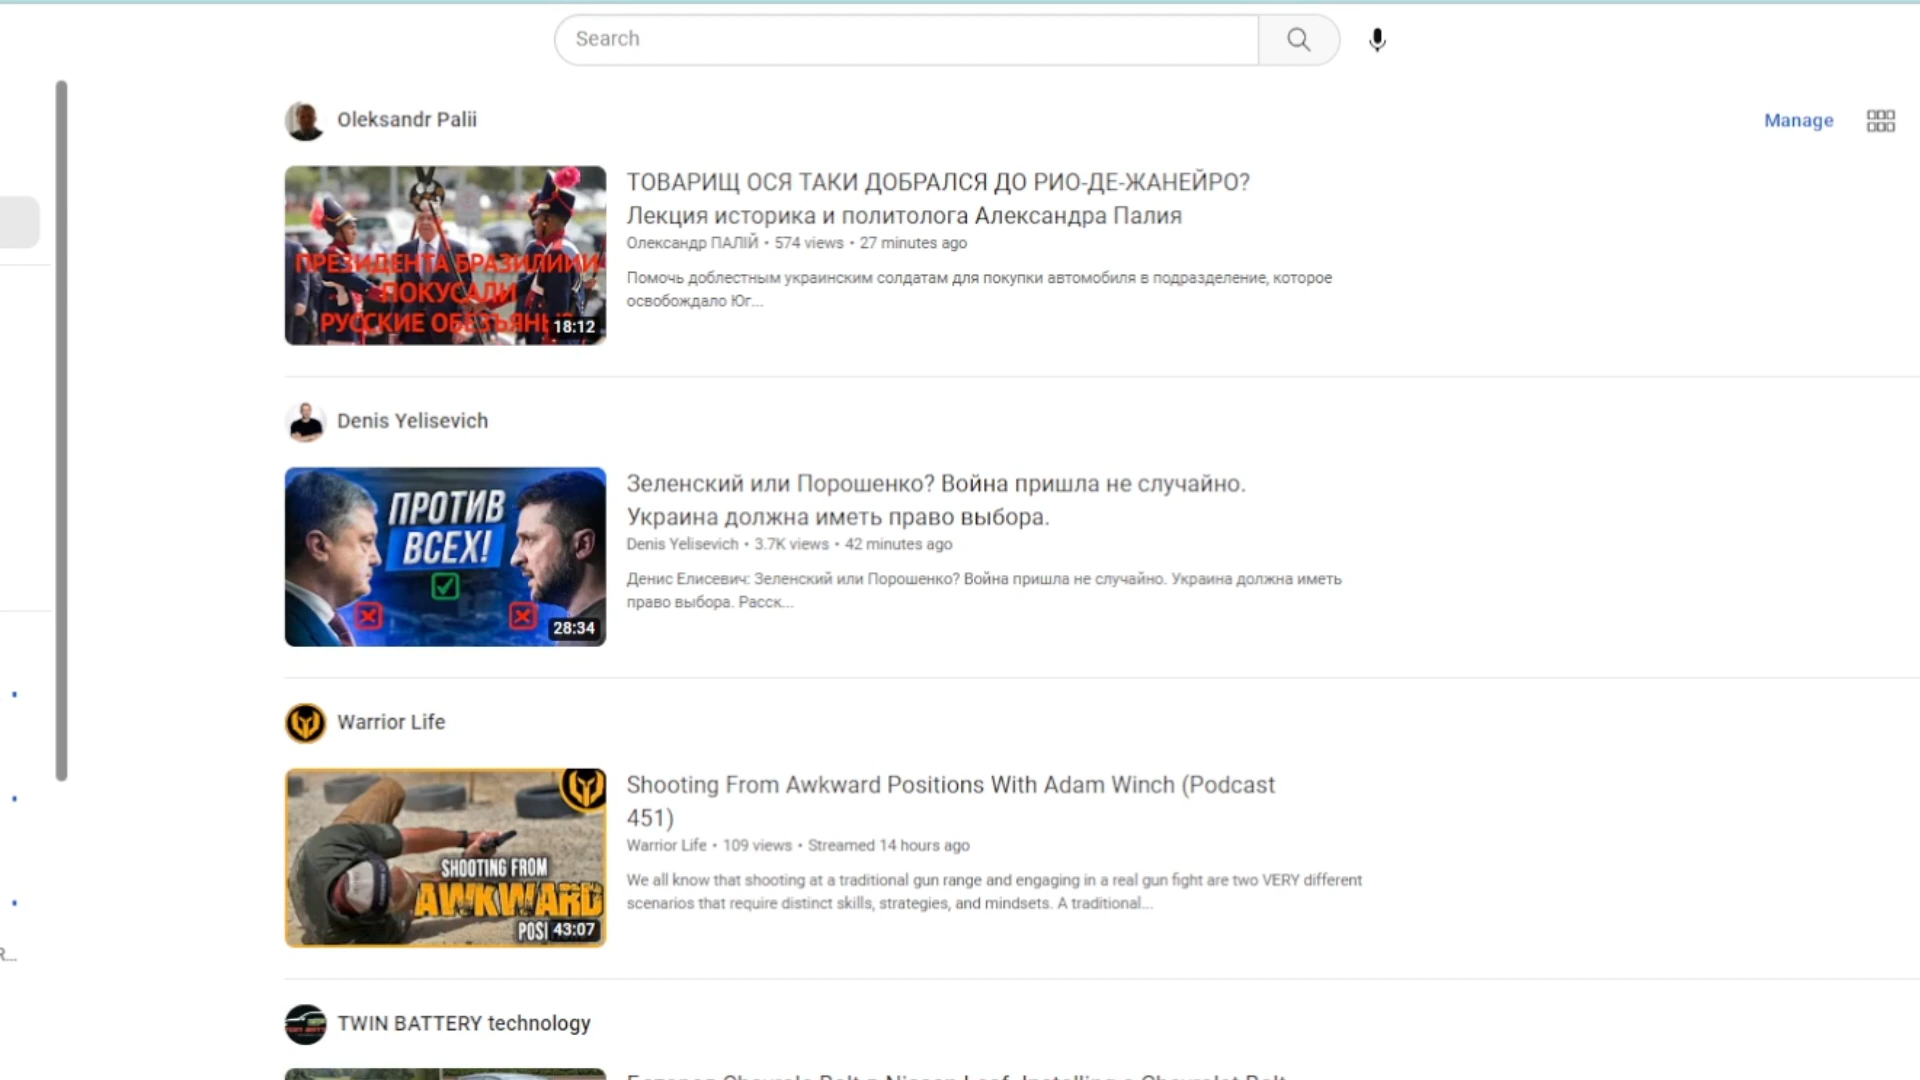 Search
Oleksandr Palii
Manage
ПРЕЗИДЕНТА БРАЗИЛИИИ
ПОКУСАЛИ
РУССКИЕ
18:12
ТОВАРИЩ ОСЯ ТАКИ ДОБРАЛСЯ ДО РИО-ДЕ-ЖАНЕЙРО?
Лекция историка и политолога Александра Палия
Олександр ПАЛІЙ • 574 views • 27 minutes ago
Помочь доблестным украинским солдатам для покупки автомобиля в подразделение, которое
освобождало Юг...
Denis Yelisevich
ПРОТИВ
ВСЕХ!
28:34
Зеленский или Порошенко? Война пришла не случайно.
Украина должна иметь право выбора.
Denis Yelisevich • 3.7K views • 42 minutes ago
Денис Елисевич: Зеленский или Порошенко? Война пришла не случайно. Украина должна иметь
право выбора. Расск...
Warrior Life
SHOOTING FROM
AWKWARD
POSI
43:07
Shooting From Awkward Positions With Adam Winch (Podcast
451)
Warrior Life • 109 views • Streamed 14 hours ago
We all know that shooting at a traditional gun range and engaging in a real gun fight are two VERY different
scenarios that require distinct skills, strategies, and mindsets. A traditional...
R...
TWIN BATTERY technology